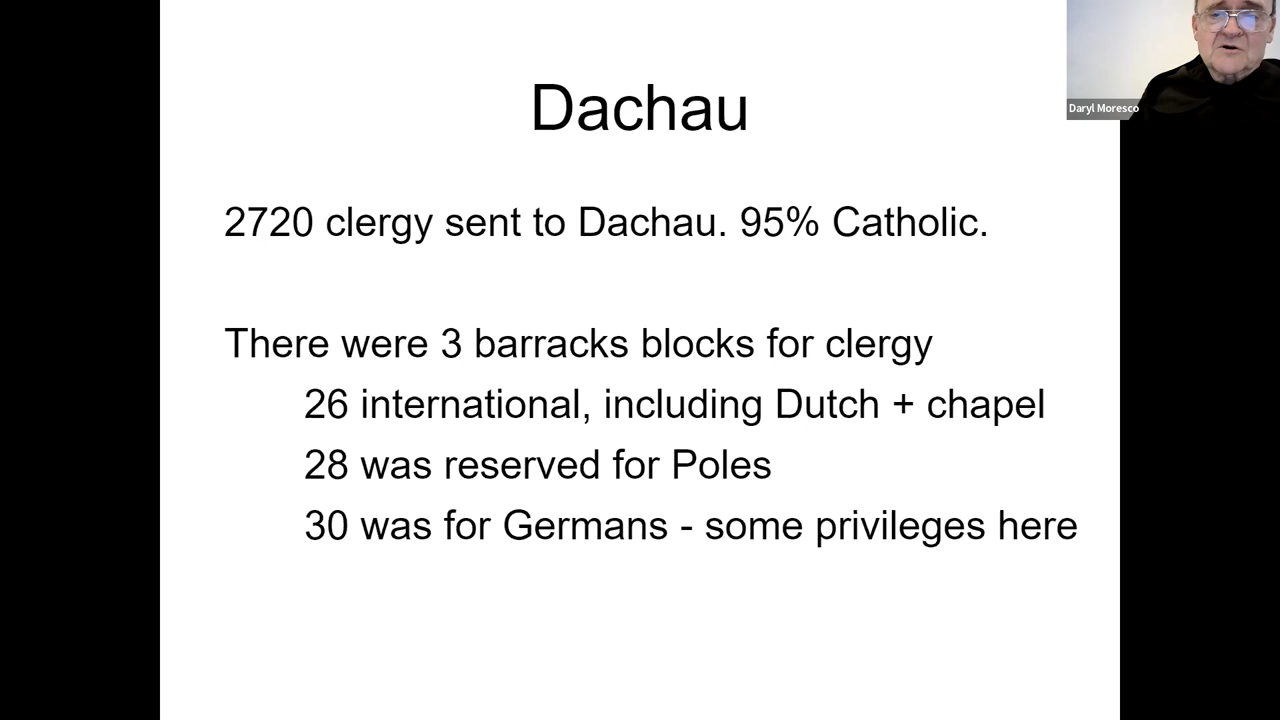 Dachau
Daryl Moresco
2720 clergy sent to Dachau. 95% Catholic.
There were 3 barracks blocks for clergy
26 international, including Dutch + chapel
28 was reserved for Poles
30 was for Germans - some privileges here